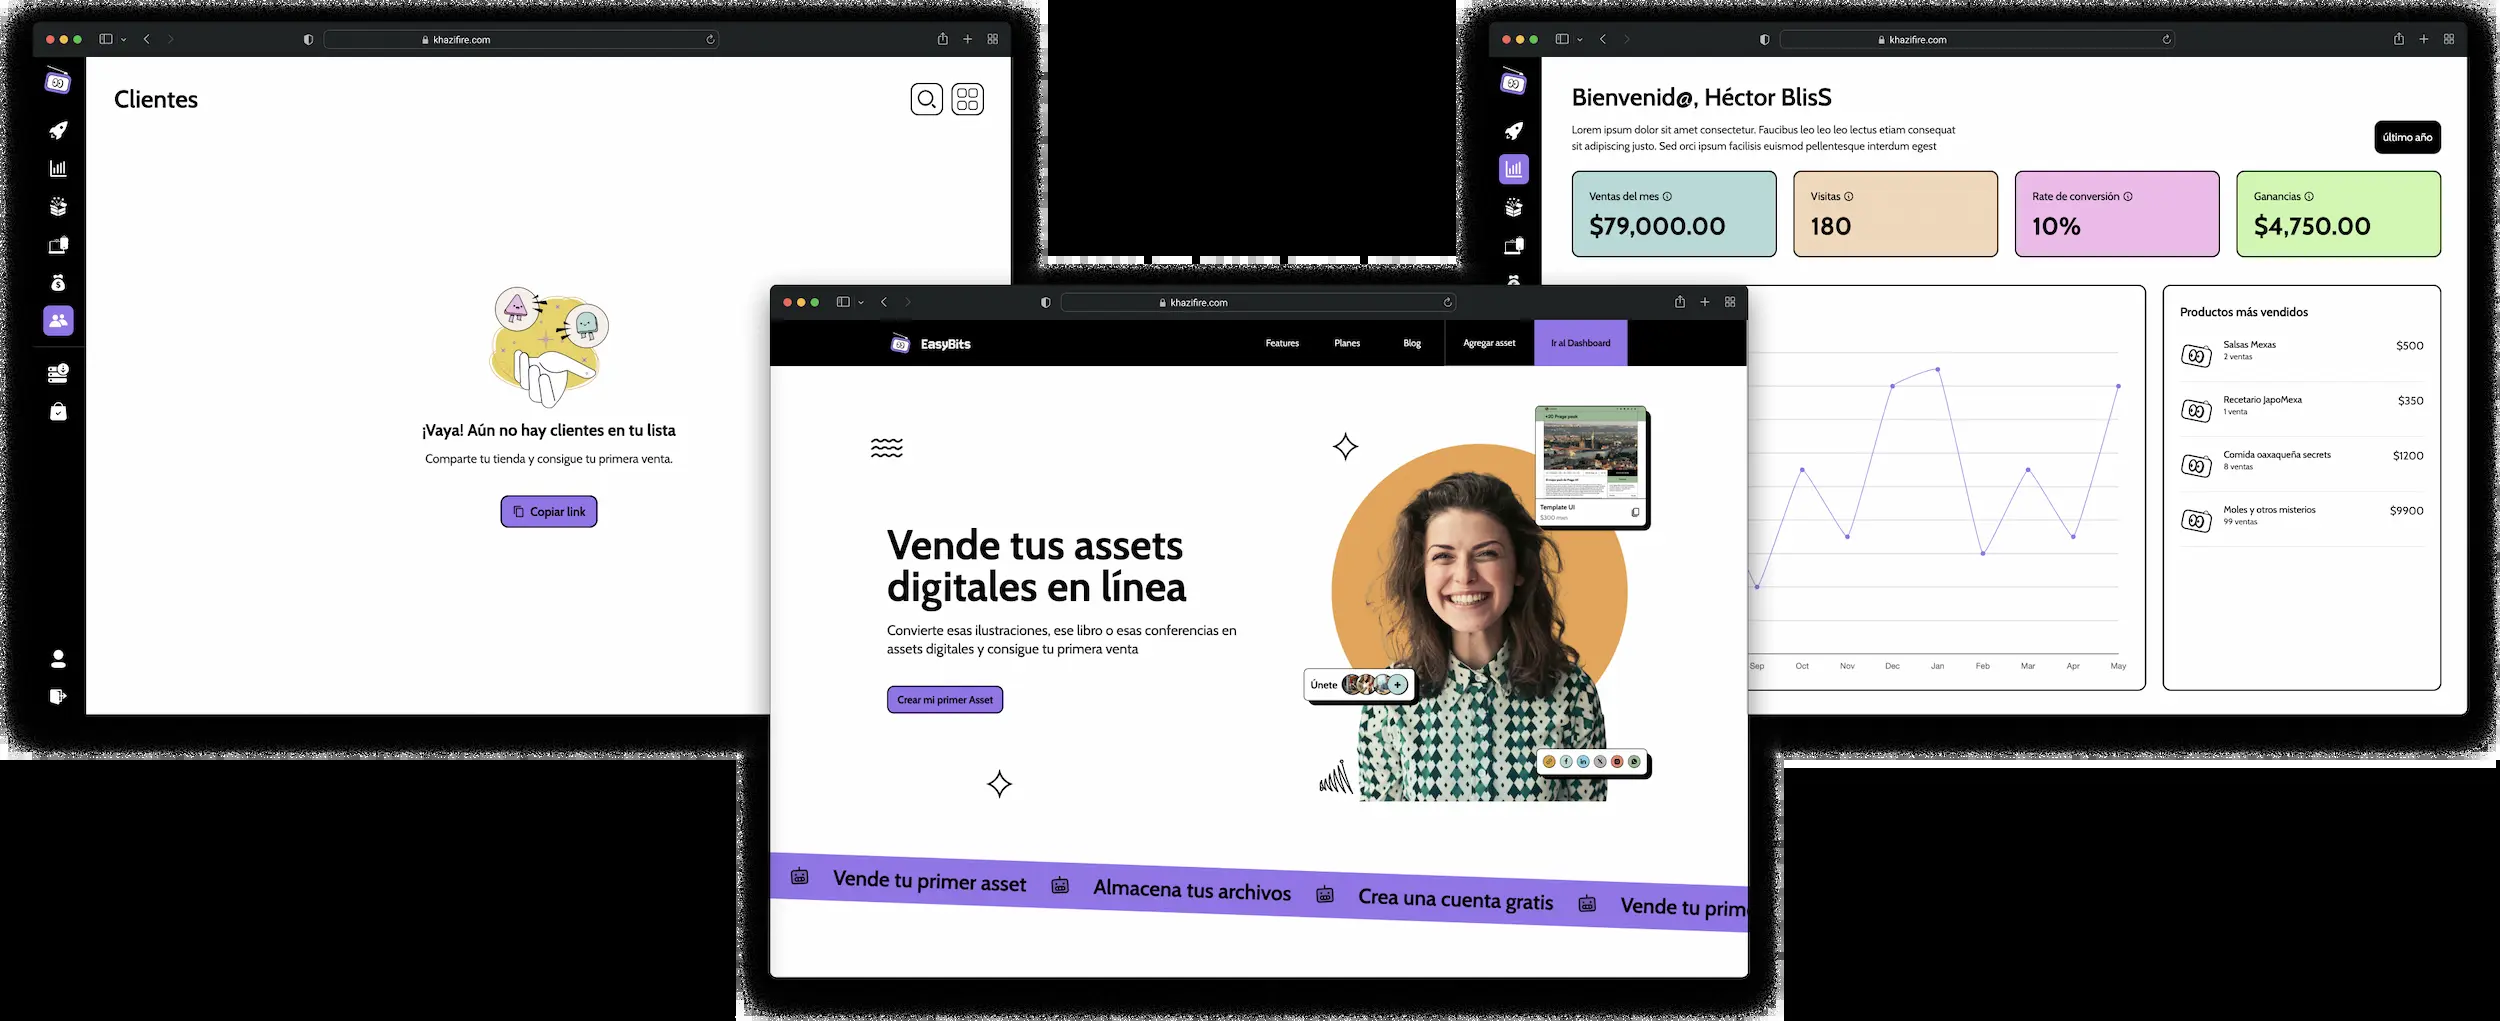 khazifire.com
Clientes
¡Vaya! Aún no hay clientes en tu lista
Comparte tu tienda y consigue tu primera venta.
Copiar link
khazifire.com
EasyBits
Features
Planes
Blog
Agregar asset
Ir al Dashboard
Vende tus assets
digitales en línea
Convierte esas ilustraciones, ese libro o esas conferencias en
assets digitales y consigue tu primera venta
Crear mi primer Asset
Template UI
$300 mxn
Únete
Vende tu primer asset
Almacena tus archivos
Crea una cuenta gratis
Vende tu prim
khazifire.com
Bienvenid@, Héctor BlisS
Lorem ipsum dolor sit amet consectetur. Faucibus leo leo leo lectus etiam consequat
sit adipiscing justo. Sed orci ipsum facilisis euismod pellentesque interdum egest
último año
Ventas del mes
$79,000.00
Visitas
180
Rate de conversión
10%
Ganancias
$4,750.00
Sep Oct Nov Dec Jan Feb Mar Apr May
Productos más vendidos
Salsas Mexas
2 ventas
$500
Recetario JapoMexa
1 venta
$350
Comida oaxaqueña secrets
8 ventas
$1200
Moles y otros misterios
99 ventas
$9900